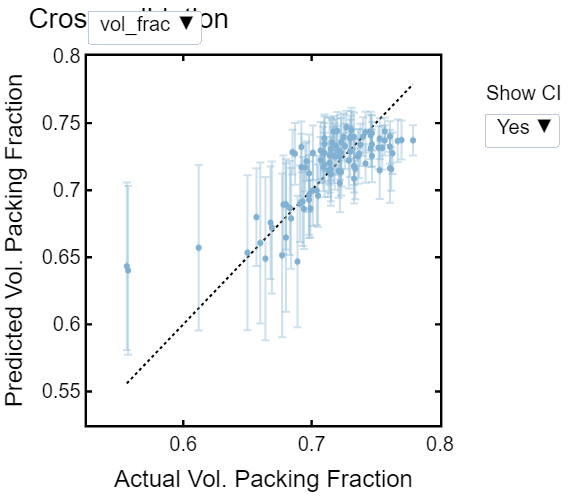 Cros
on
vol_frac ▼
Show CI
Yes ▼
Predicted Vol. Packing Fraction
0.8
0.75
0.7
0.65
0.6
0.55
0.6 0.7 0.8
Actual Vol. Packing Fraction